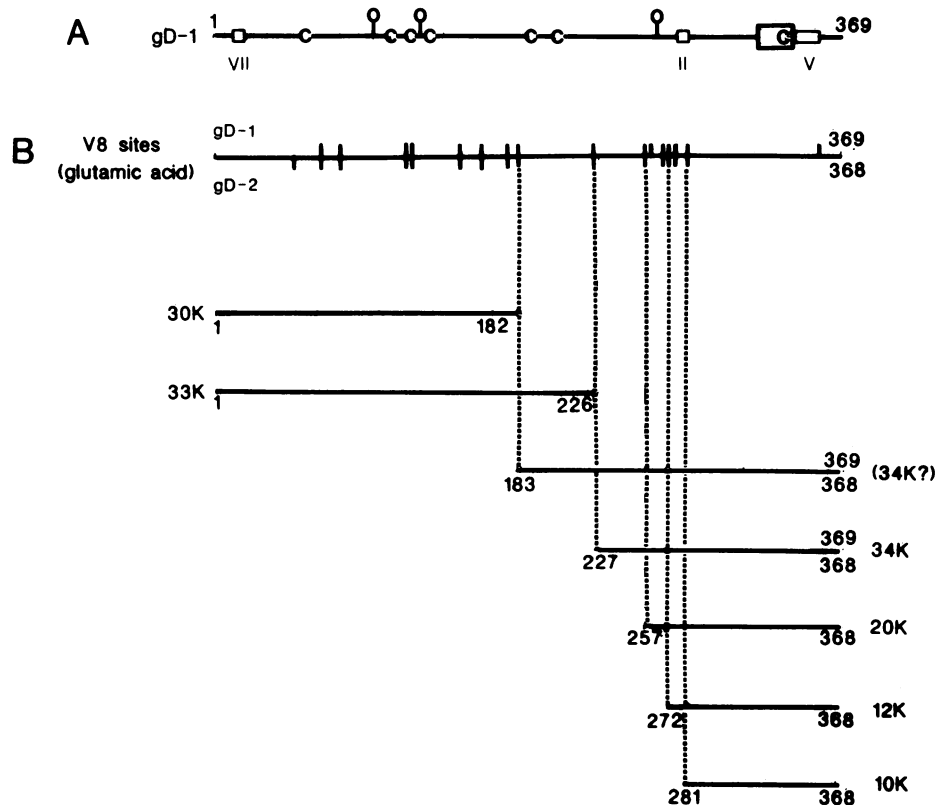 A gD-1 1 369
VII II V
B V8 sites
(glutamic acid)
gD-1 369
gD-2 368
30K 1 182
33K 1 226
183 369
368 (34K?)
227 369
368 34K
257 368 20K
272 368 12K
281 368 10K